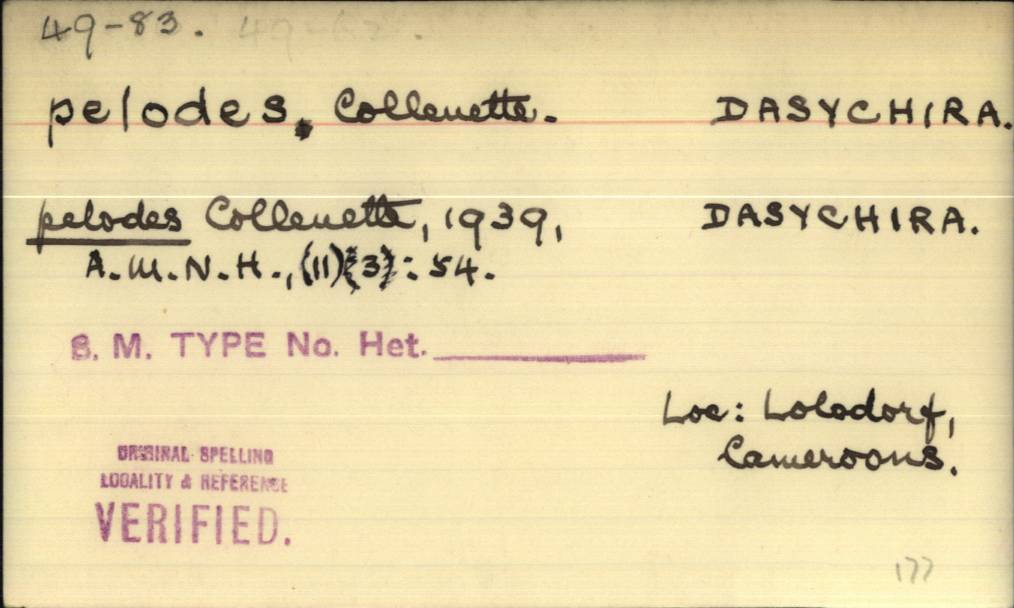 49-83.
pelodes, Collenette. DASYCHIRA.
pelodes Collenette, 1939, DASYCHIRA.
A.M.N.H., (11)(3): 54.
B. M. TYPE No. Het.
Loc: Lolodorf,
Cameroons.
ORIGINAL SPELLING
LOCALITY & REFERENCE
VERIFIED.
177